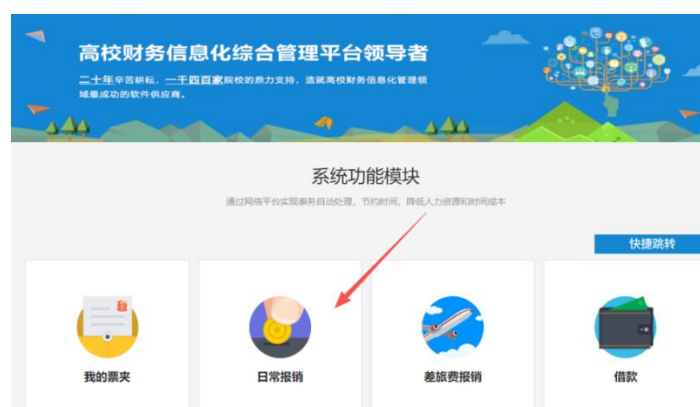 高校财务信息化综合管理平台领导者
二十年辛苦耕耘，一千四百家院校的鼎力支持，造就高校财务信息化管理领
域最成功的软件供应商。
系统功能模块
通过网络平台实现事务自动处理，节约时间，降低人力资源和时间成本
快捷跳转
我的票夹
日常报销
差旅费报销
借款